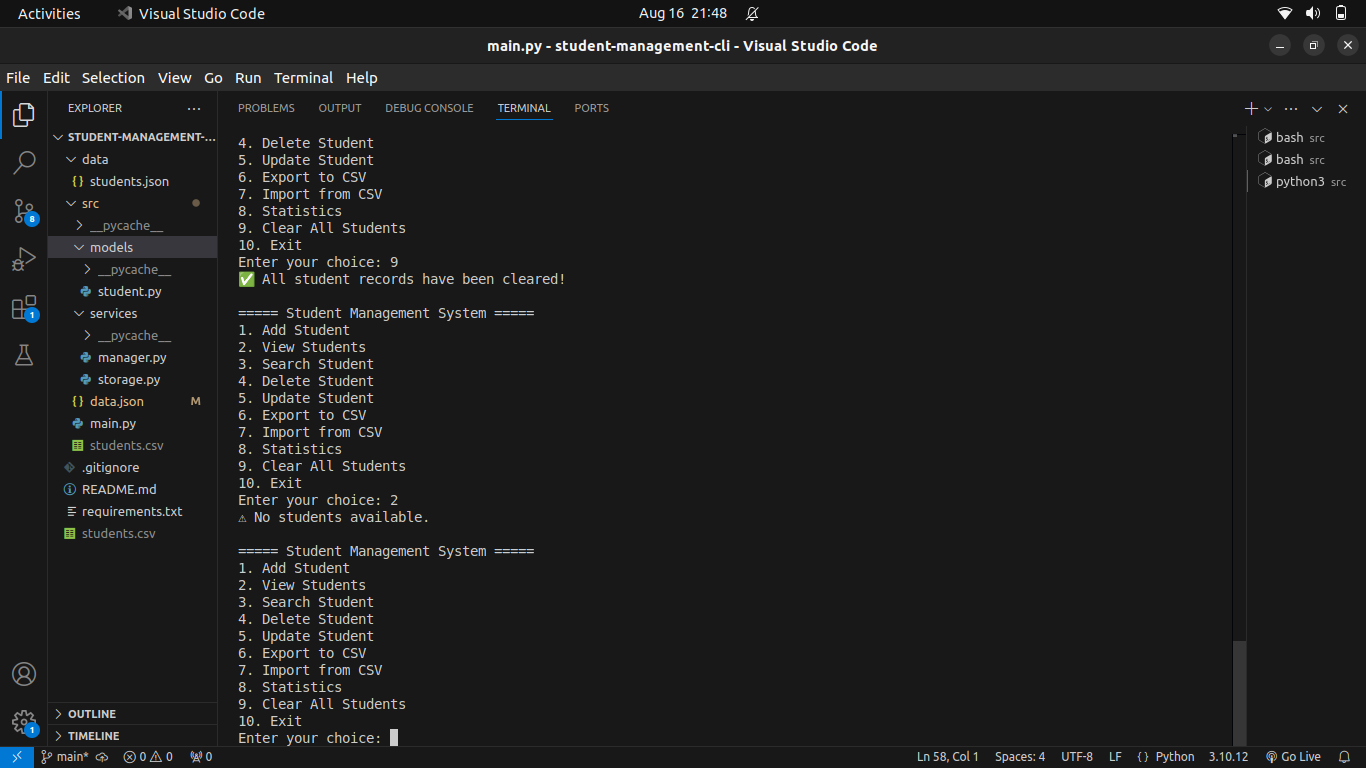 Activities
Visual Studio Code
Aug 16 21:48
main.py - student-management-cli - Visual Studio Code
File Edit Selection View Go Run Terminal Help
EXPLORER
STUDENT-MANAGEMENT-...
data
students.json
src
__pycache__
models
__pycache__
student.py
services
__pycache__
manager.py
storage.py
data.json M
main.py
students.csv
.gitignore
README.md
requirements.txt
students.csv
OUTLINE
TIMELINE
8
1
1
PROBLEMS OUTPUT DEBUG CONSOLE TERMINAL PORTS
4. Delete Student
5. Update Student
6. Export to CSV
7. Import from CSV
8. Statistics
9. Clear All Students
10. Exit
Enter your choice: 9
✅ All student records have been cleared!
===== Student Management System =====
1. Add Student
2. View Students
3. Search Student
4. Delete Student
5. Update Student
6. Export to CSV
7. Import from CSV
8. Statistics
9. Clear All Students
10. Exit
Enter your choice: 2
⚠ No students available.
===== Student Management System =====
1. Add Student
2. View Students
3. Search Student
4. Delete Student
5. Update Student
6. Export to CSV
7. Import from CSV
8. Statistics
9. Clear All Students
10. Exit
Enter your choice:
bash src
bash src
python3 src
main* 0 0 0
Ln 58, Col 1 Spaces: 4 UTF-8 LF {} Python 3.10.12 Go Live